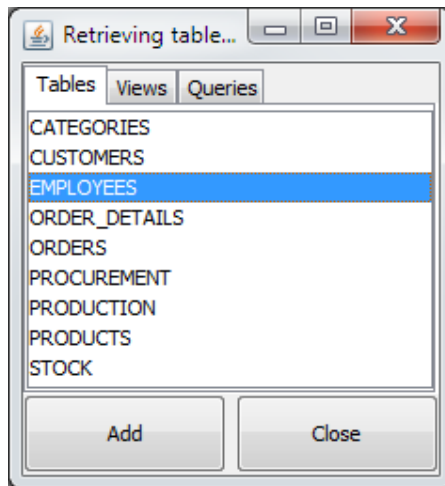 Retrieving table...
Tables Views Queries
CATEGORIES
CUSTOMERS
EMPLOYEES
ORDER_DETAILS
ORDERS
PROCUREMENT
PRODUCTION
PRODUCTS
STOCK
Add Close